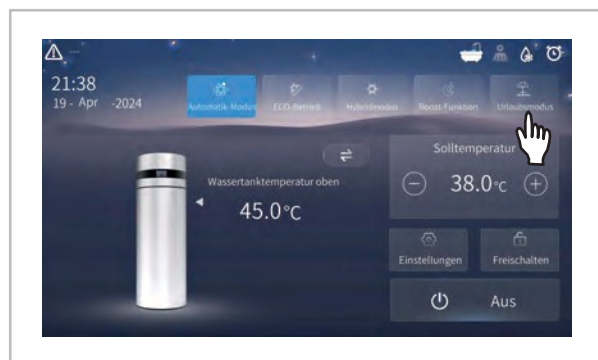 21:38
19 - Apr -2024
Automatik-Modus ECO-Betrieb Hybridmodus Boost-Funktion Urlaubsmodus
Solltemperatur
Wassertanktemperatur oben
38.0°C
45.0°C
Einstellungen Freischalten
Aus